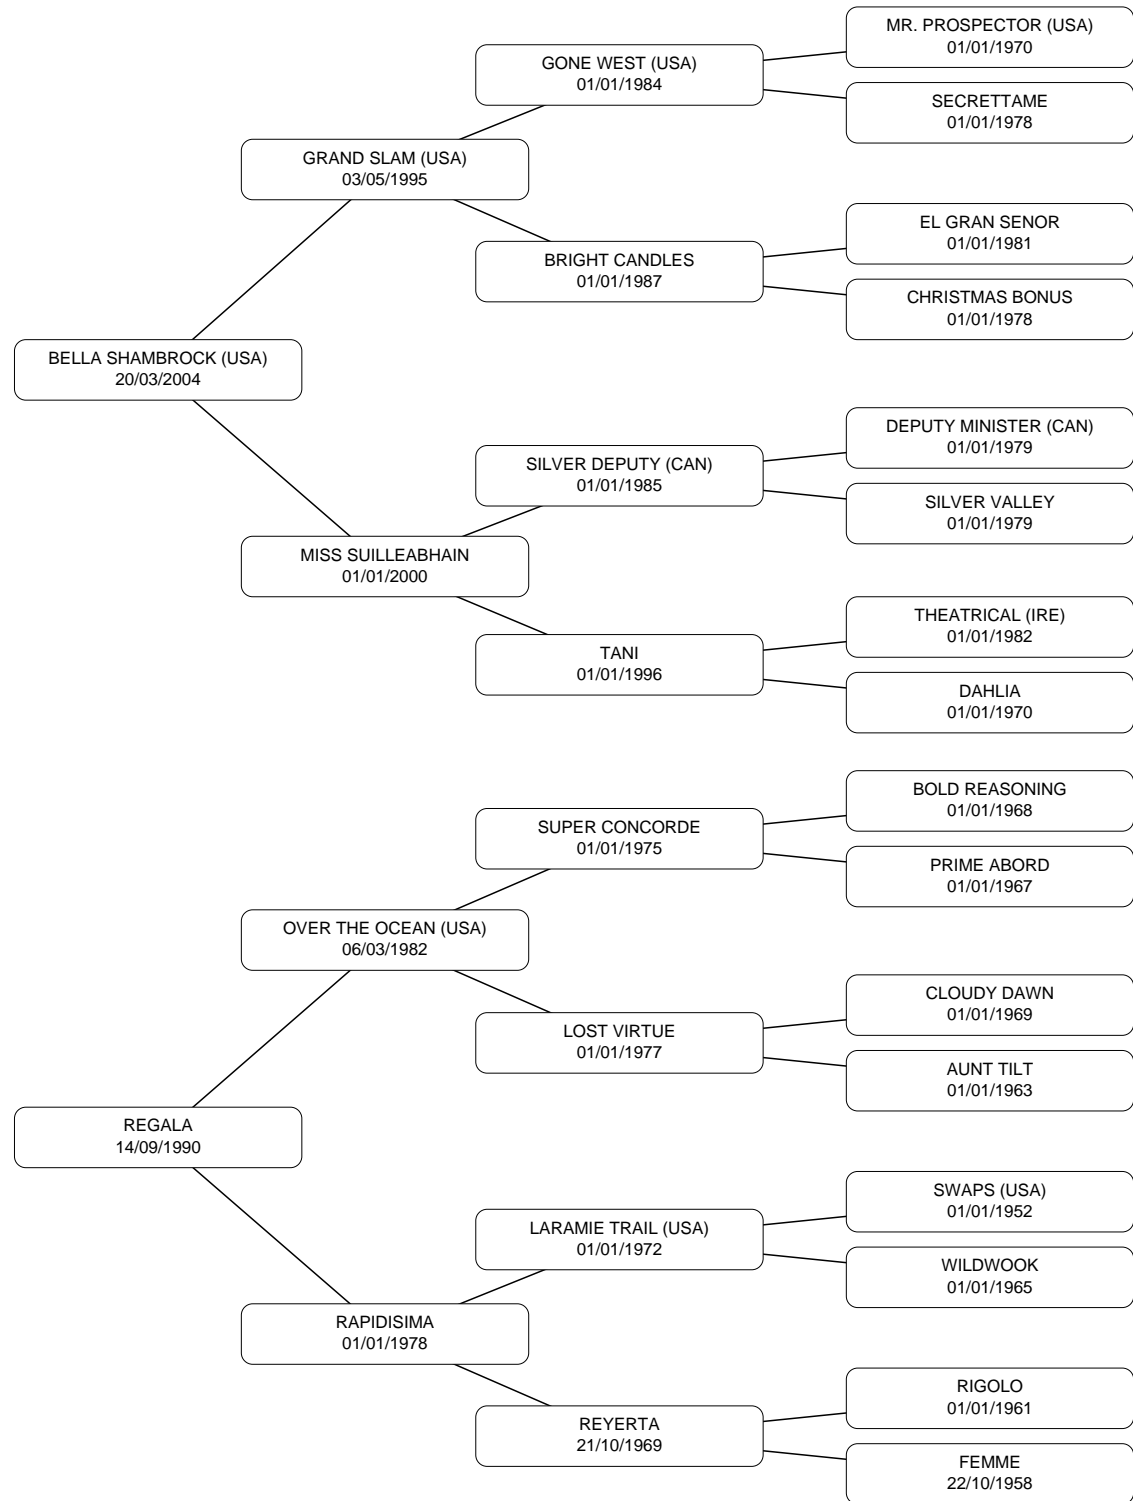 MR. PROSPECTOR (USA)
01/01/1970
GONE WEST (USA)
01/01/1984
SECRETTAME
01/01/1978
GRAND SLAM (USA)
03/05/1995
EL GRAN SENOR
01/01/1981
BRIGHT CANDLES
01/01/1987
CHRISTMAS BONUS
01/01/1978
BELLA SHAMBROCK (USA)
20/03/2004
DEPUTY MINISTER (CAN)
01/01/1979
SILVER DEPUTY (CAN)
01/01/1985
SILVER VALLEY
01/01/1979
MISS SUILLEABHAIN
01/01/2000
THEATRICAL (IRE)
01/01/1982
TANI
01/01/1996
DAHLIA
01/01/1970
BOLD REASONING
01/01/1968
SUPER CONCORDE
01/01/1975
PRIME ABORD
01/01/1967
OVER THE OCEAN (USA)
06/03/1982
CLOUDY DAWN
01/01/1969
LOST VIRTUE
01/01/1977
AUNT TILT
01/01/1963
REGALA
14/09/1990
SWAPS (USA)
01/01/1952
LARAMIE TRAIL (USA)
01/01/1972
WILDWOOK
01/01/1965
RAPIDISIMA
01/01/1978
RIGOLO
01/01/1961
REYERTA
21/10/1969
FEMME
22/10/1958